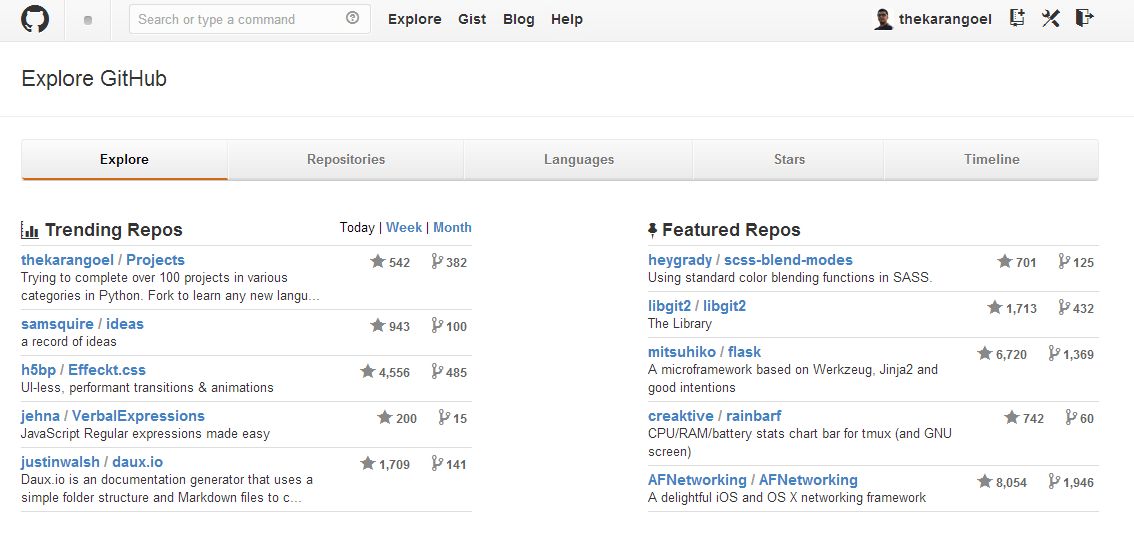 Search or type a command
Explore Gist Blog Help
thekarangoel
Explore GitHub
Explore Repositories Languages Stars Timeline
Trending Repos Today | Week | Month
thekarangoel / Projects 542 382
Trying to complete over 100 projects in various
categories in Python. Fork to learn any new langu...
samsquire / ideas 943 100
a record of ideas
h5bp / Effeckt.css 4,556 485
UI-less, performant transitions & animations
jehna / VerbalExpressions 200 15
JavaScript Regular expressions made easy
justinwalsh / daux.io 1,709 141
Daux.io is an documentation generator that uses a
simple folder structure and Markdown files to c...
Featured Repos
heygrady / scss-blend-modes 701 125
Using standard color blending functions in SASS.
libgit2 / libgit2 1,713 432
The Library
mitsuhiko / flask 6,720 1,369
A microframework based on Werkzeug, Jinja2 and
good intentions
creaktive / rainbarf 742 60
CPU/RAM/battery stats chart bar for tmux (and GNU
screen)
AFNetworking / AFNetworking 8,054 1,946
A delightful iOS and OS X networking framework